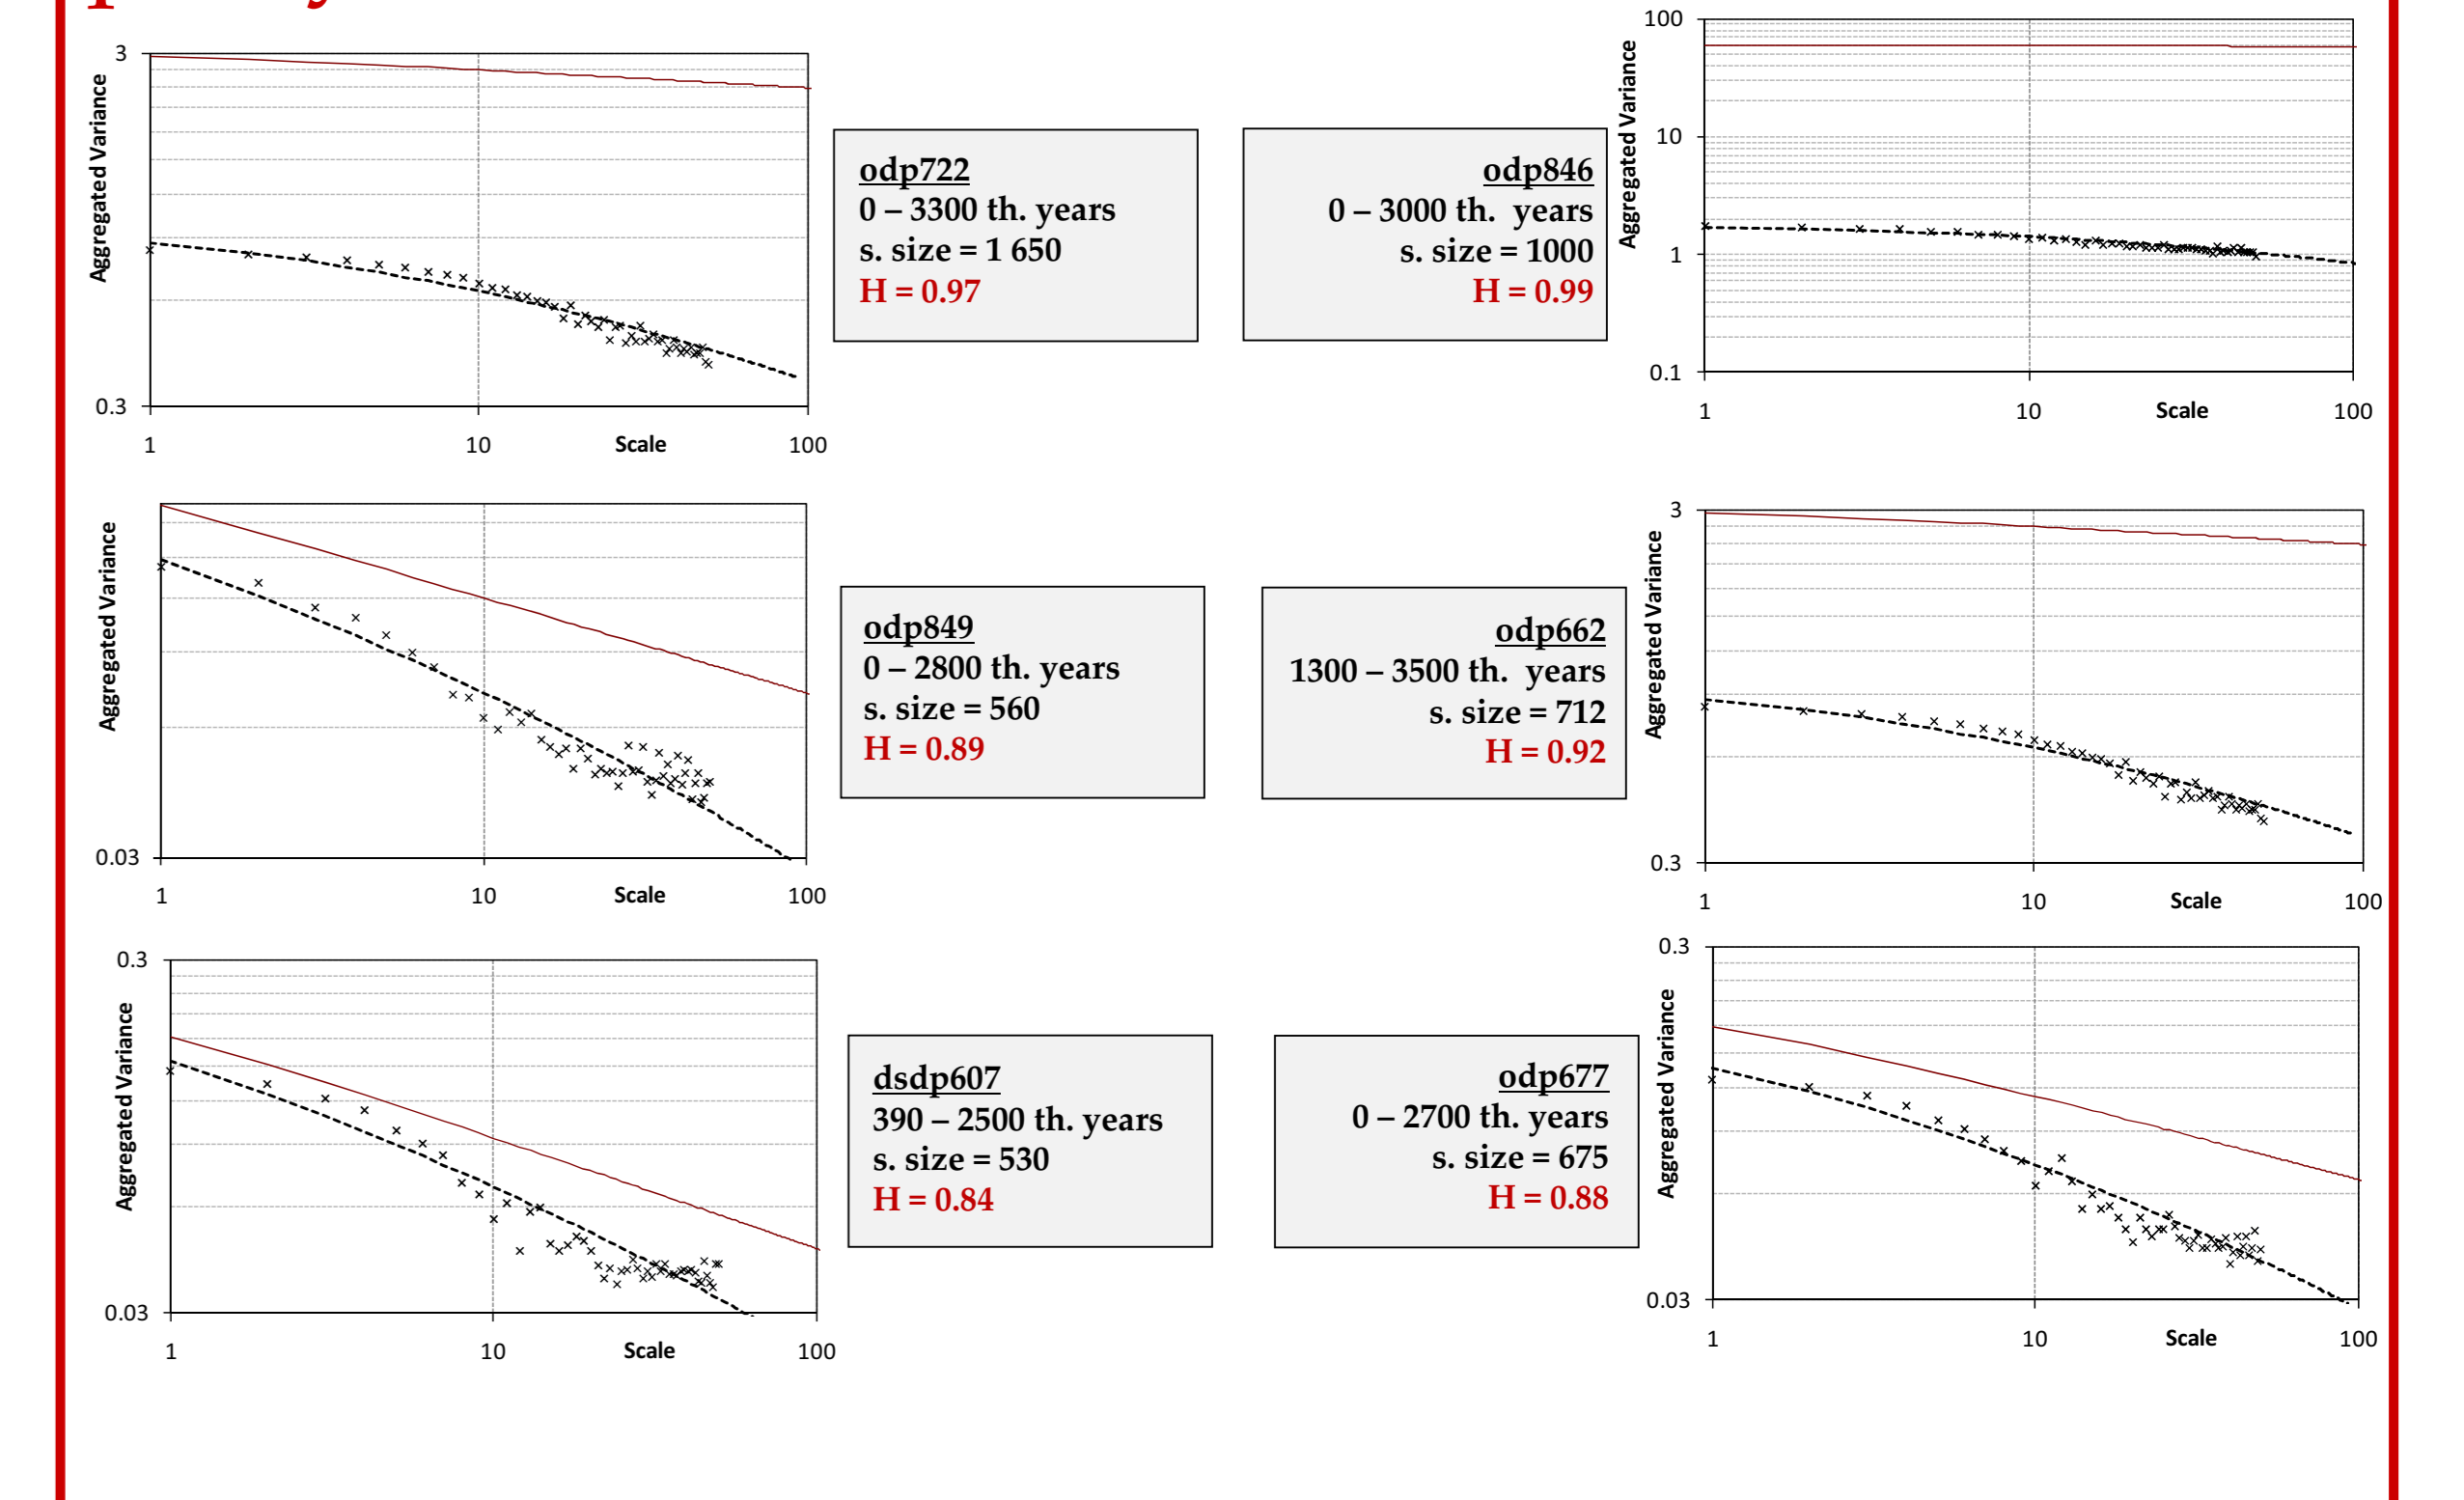 3
Aggregated Variance
0.3
1
10
Scale
100
odp722
0 – 3300 th. years
s. size = 1 650
H = 0.97
odp846
0 – 3000 th. years
s. size = 1000
H = 0.99
100
Aggregated Variance
10
1
0.1
1
10
Scale
100
Aggregated Variance
0.03
1
10
Scale
100
odp849
0 – 2800 th. years
s. size = 560
H = 0.89
odp662
1300 – 3500 th. years
s. size = 712
H = 0.92
3
Aggregated Variance
0.3
1
10
Scale
100
0.3
Aggregated Variance
0.03
1
10
Scale
100
dsdp607
390 – 2500 th. years
s. size = 530
H = 0.84
odp677
0 – 2700 th. years
s. size = 675
H = 0.88
0.3
Aggregated Variance
0.03
1
10
Scale
100